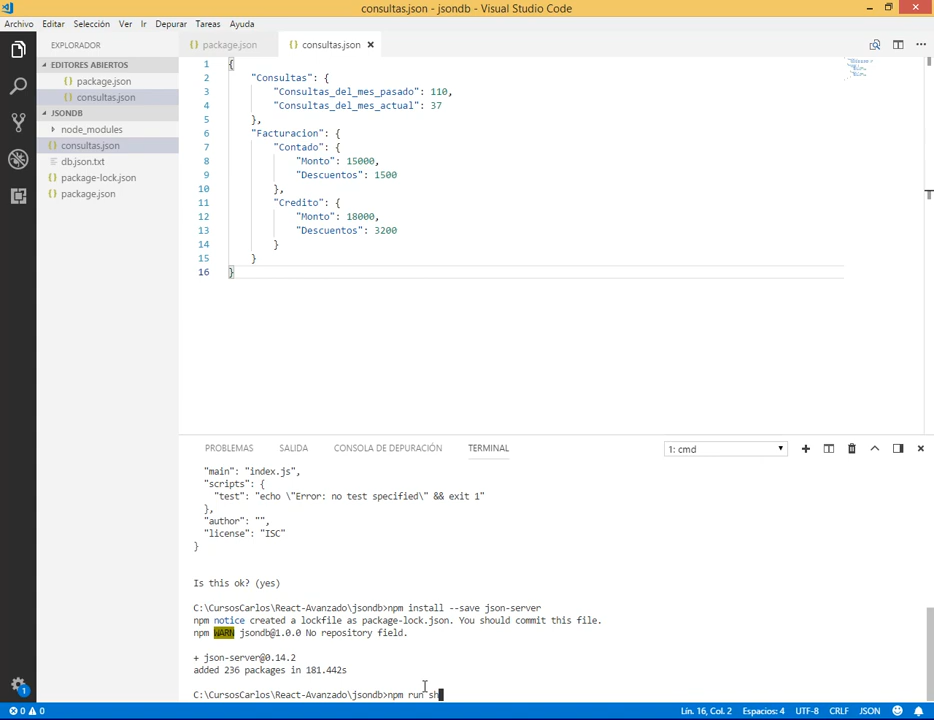 consultas.json - jsondb - Visual Studio Code
Archivo Editar Selección Ver Ir Depurar Tareas Ayuda
EXPLORADOR
EDITORES ABIERTOS
package.json
consultas.json
JSONDB
node_modules
consultas.json
db.json.txt
package-lock.json
package.json
package.json consultas.json
1 {
2 "Consultas": {
3 "Consultas_del_mes_pasado": 110,
4 "Consultas_del_mes_actual": 37
5 },
6 "Facturacion": {
7 "Contado": {
8 "Monto": 15000,
9 "Descuentos": 1500
10 },
11 "Credito": {
12 "Monto": 18000,
13 "Descuentos": 3200
14 }
15 }
16 }
PROBLEMAS SALIDA CONSOLA DE DEPURACIÓN TERMINAL 1: cmd
"main": "index.js",
"scripts": {
"test": "echo \"Error: no test specified\" && exit 1"
},
"author": "",
"license": "ISC"
}
Is this ok? (yes)
C:\CursosCarlos\React-Avanzado\jsondb>npm install --save json-server
npm notice created a lockfile as package-lock.json. You should commit this file.
npm WARN jsondb@1.0.0 No repository field.
+ json-server@0.14.2
added 236 packages in 181.442s
C:\CursosCarlos\React-Avanzado\jsondb>npm run sh
1
0 0 Lín. 16, Col. 2 Espacios: 4 UTF-8 CRLF JSON